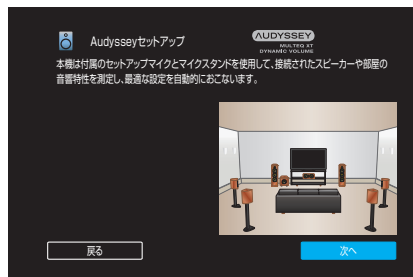 Audysseyセットアップ
AUDYSSEY
MULTEQ XT
DYNAMIC VOLUME
本機は付属のセットアップマイクとマイクスタンドを使用して、接続されたスピーカーや部屋の
音響特性を測定し、最適な設定を自動的におこないます。
戻る
次へ